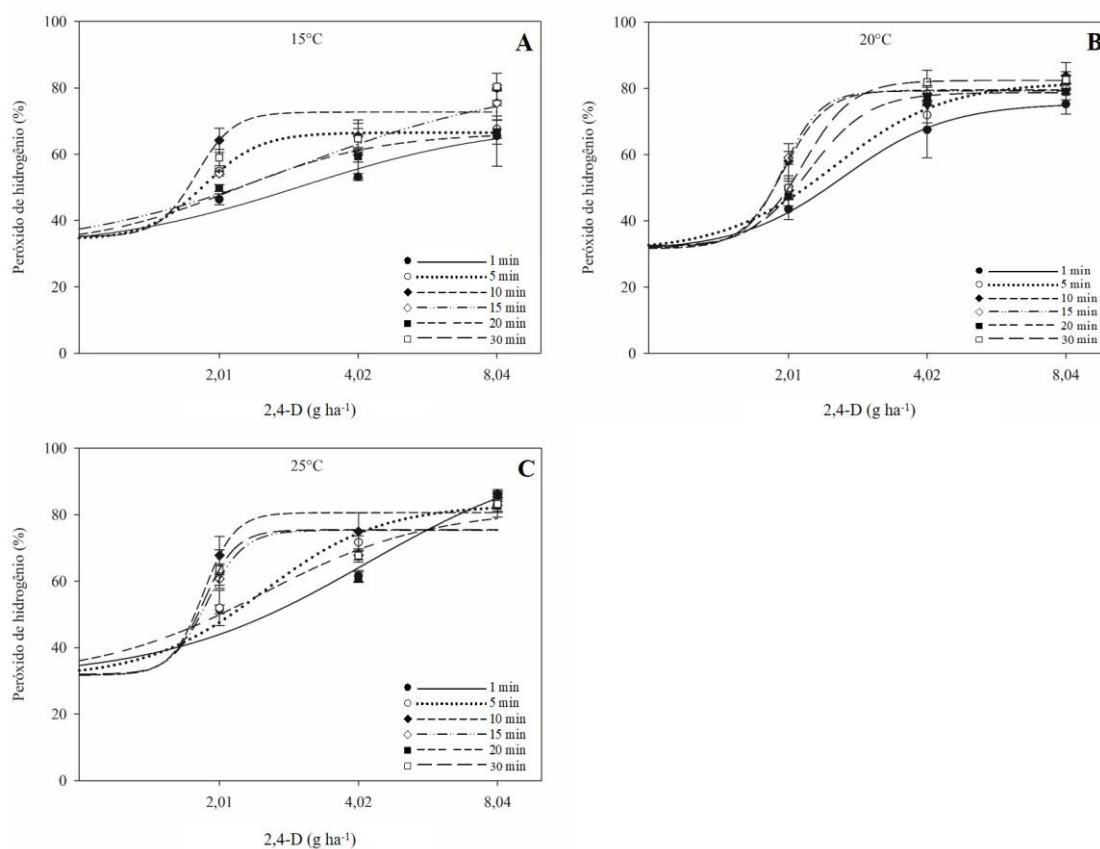 A
15°C
100
80
60
40
20
0
Peróxido de hidrogênio (%)
1 min
5 min
10 min
15 min
20 min
30 min
2,01
4,02
8,04
2,4-D (g ha⁻¹)
B
20°C
100
80
60
40
20
0
Peróxido de hidrogênio (%)
1 min
5 min
10 min
15 min
20 min
30 min
2,01
4,02
8,04
2,4-D (g ha⁻¹)
C
25°C
100
80
60
40
20
0
Peróxido de hidrogênio (%)
1 min
5 min
10 min
15 min
20 min
30 min
2,01
4,02
8,04
2,4-D (g ha⁻¹)